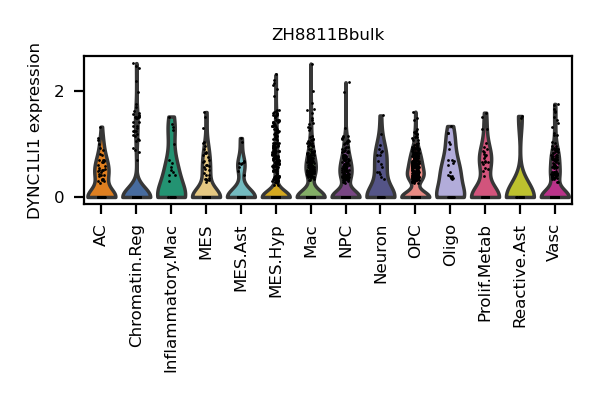 ZH8811Bbulk
DYNC1LI1 expression
2
0
AC
Chromatin.Reg
Inflammatory.Mac
MES
MES.Ast
MES.Hyp
Mac
NPC
Neuron
OPC
Oligo
Prolif.Metab
Reactive.Ast
Vasc